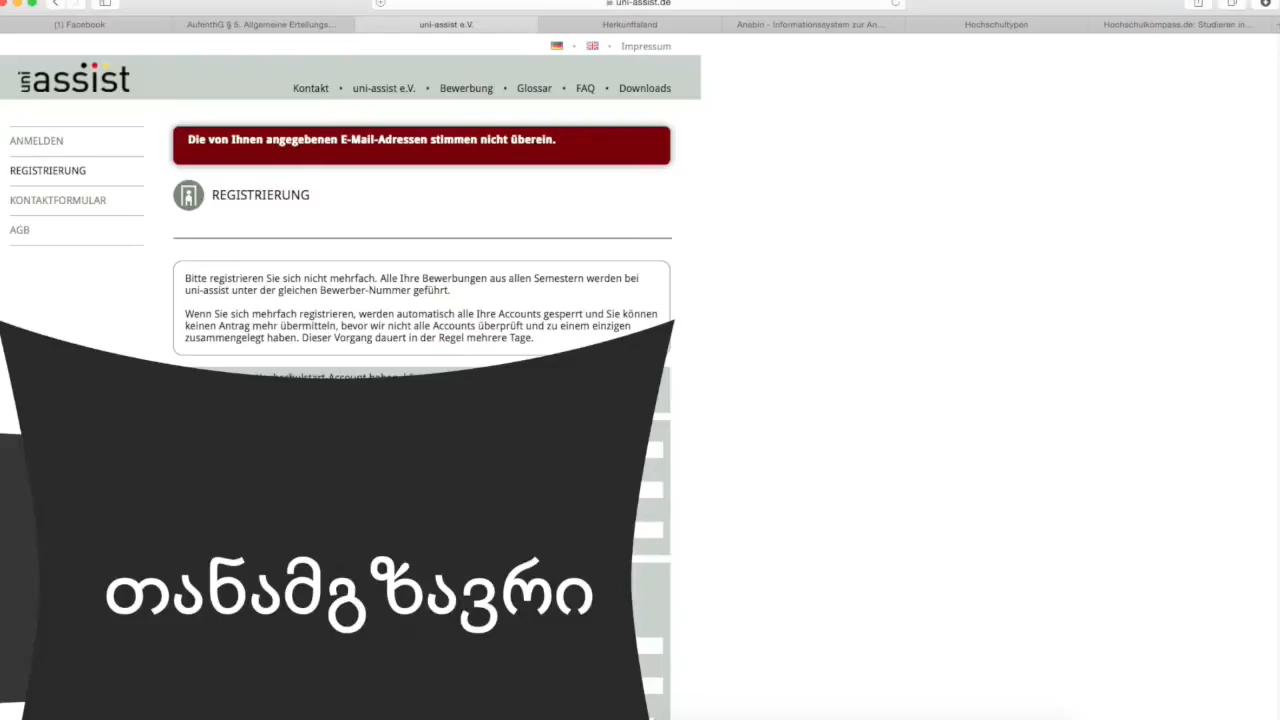 uni-assist.de
(1) Facebook
AufenthG § 5. Allgemeine Erteilungs...
uni-assist e.V.
Herkunftsland
Anabin - Informationssystem zur An...
Hochschultypen
Hochschulkompass.de: Studieren in...
• • Impressum
uni assist
Kontakt • uni-assist e.V. • Bewerbung • Glossar • FAQ • Downloads
ANMELDEN
REGISTRIERUNG
KONTAKTFORMULAR
AGB
Die von Ihnen angegebenen E-Mail-Adressen stimmen nicht überein.
REGISTRIERUNG
Bitte registrieren Sie sich nicht mehrfach. Alle Ihre Bewerbungen aus allen Semestern werden bei
uni-assist unter der gleichen Bewerber-Nummer geführt.
Wenn Sie sich mehrfach registrieren, werden automatisch alle Ihre Accounts gesperrt und Sie können
keinen Antrag mehr übermitteln, bevor wir nicht alle Accounts überprüft und zu einem einzigen
zusammengelegt haben. Dieser Vorgang dauert in der Regel mehrere Tage.
თანამგზავრი